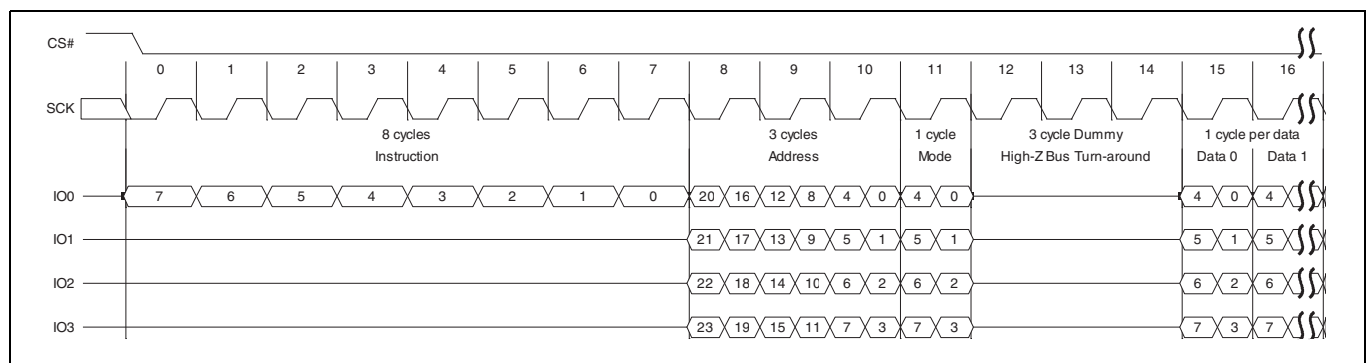 CS#
0 1 2 3 4 5 6 7 8 9 10 11 12 13 14 15 16
SCK
8 cycles 3 cycles 1 cycle 3 cycle Dummy 1 cycle per data
Instruction Address Mode High-Z Bus Turn-around Data 0 Data 1
IO0 7 6 5 4 3 2 1 0 20 16 12 8 4 0 4 0 4 0 4
IO1 21 17 13 9 5 1 5 1 5 1 5
IO2 22 18 14 10 6 2 6 2 6 2 6
IO3 23 19 15 11 7 3 7 3 7 3 7